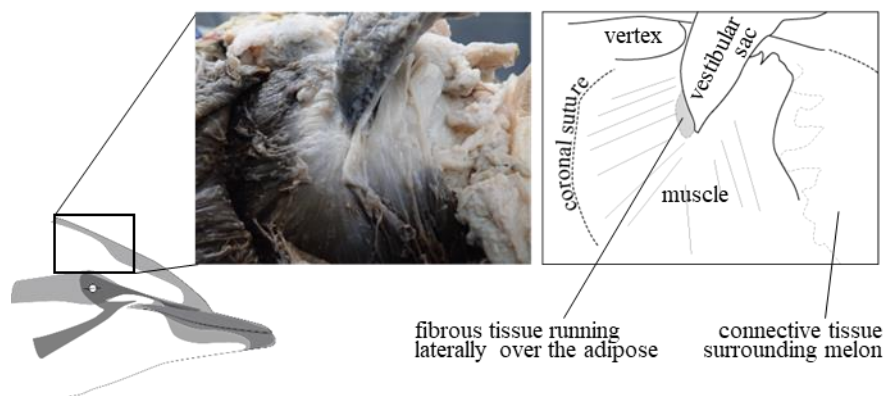 vertex
vestibular
sac
coronal suture
muscle
fibrous tissue running
laterally over the adipose
connective tissue
surrounding melon